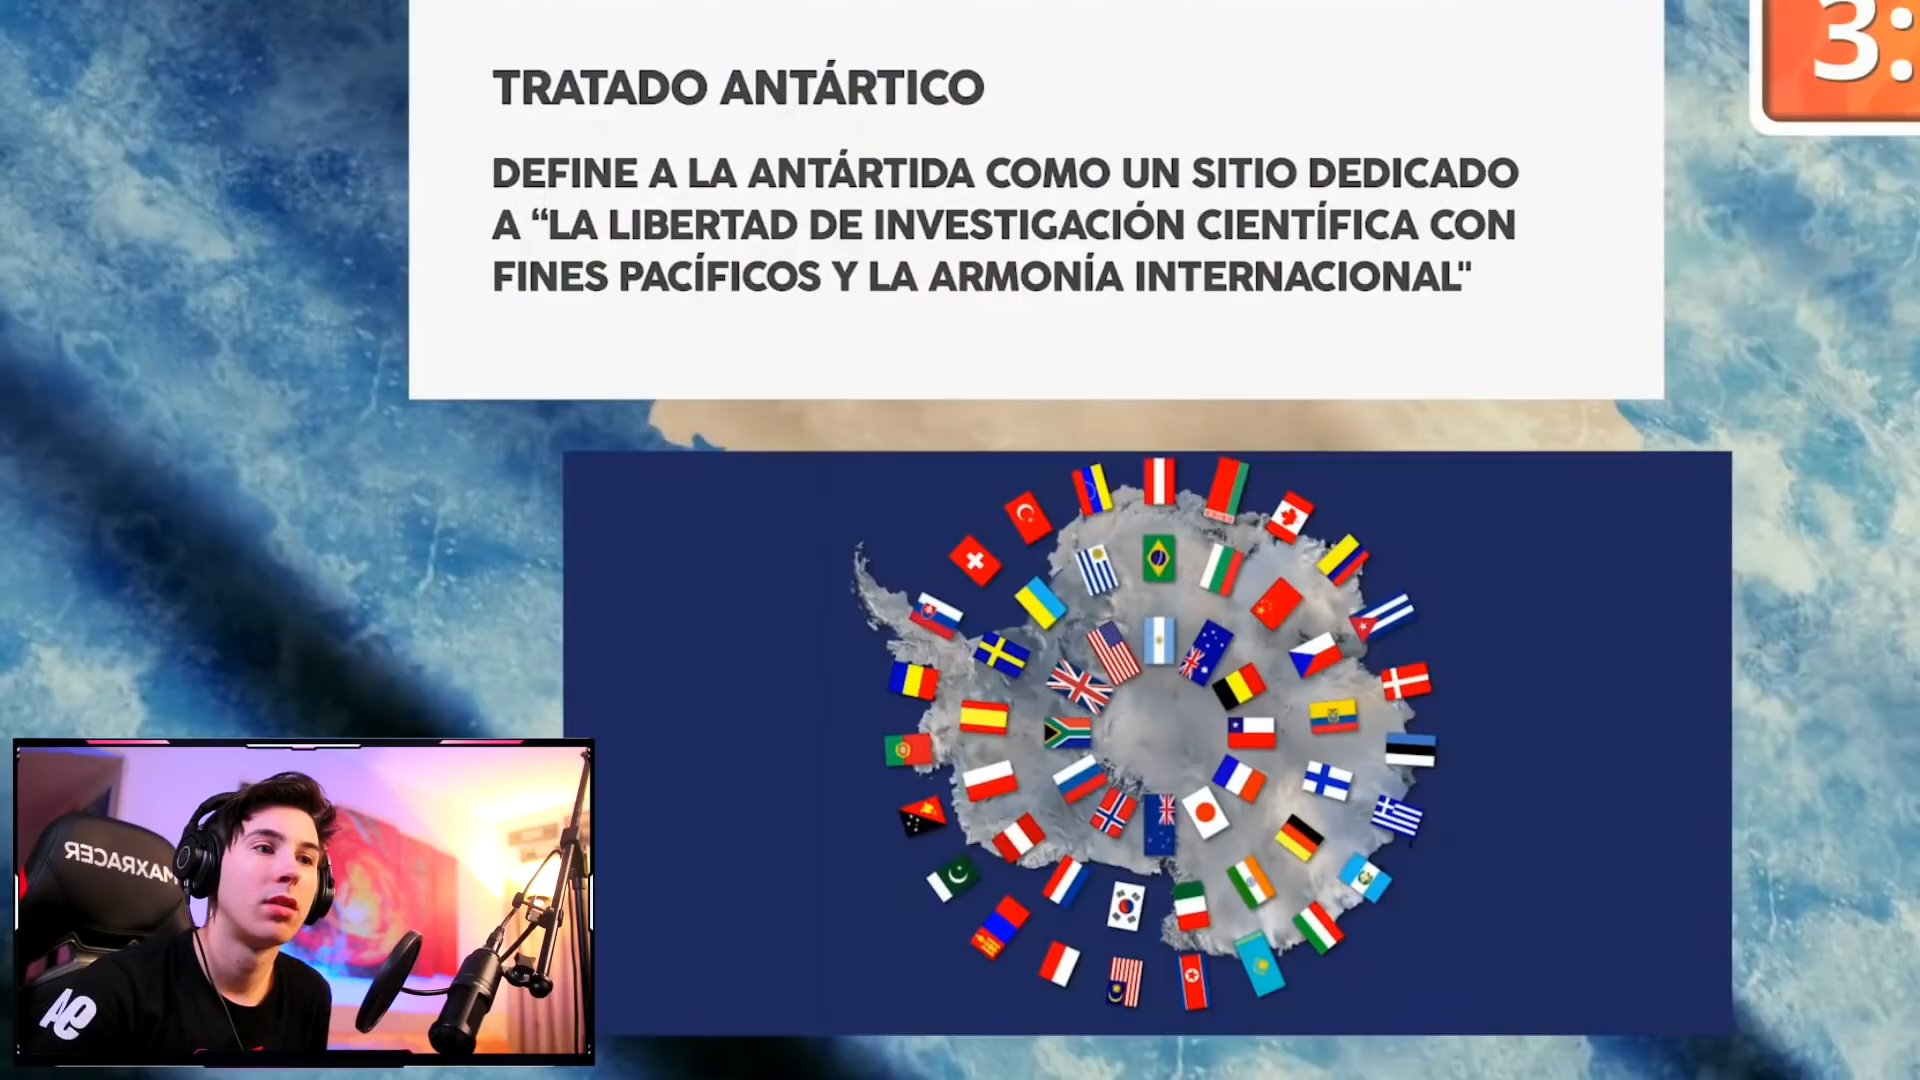 3:
TRATADO ANTÁRTICO
DEFINE A LA ANTÁRTIDA COMO UN SITIO DEDICADO
A “LA LIBERTAD DE INVESTIGACIÓN CIENTÍFICA CON
FINES PACÍFICOS Y LA ARMONÍA INTERNACIONAL"
MAXRACER